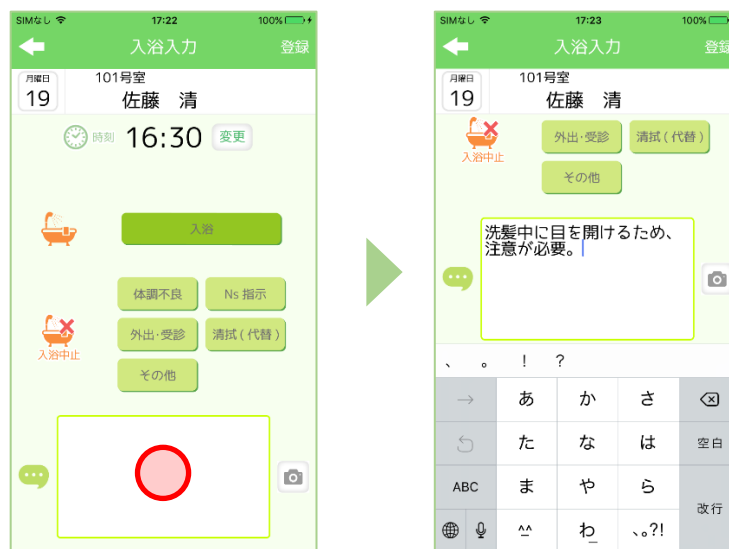 SIMなし 17:22 100%
入浴入力 登録
月曜日 101号室
19 佐藤 清
時刻 16:30 変更
入浴
体調不良 Ns 指示
入浴中止 外出·受診 清拭(代替)
その他
SIMなし 17:23 100%
入浴入力 登録
月曜日 101号室
19 佐藤 清
入浴中止 外出·受診 清拭(代替)
その他
洗髪中に目を開けるため、
注意が必要。
、 。 ! ?
→ あ か さ
た な は 空白
ABC ま や ら
改行
^^ わ 、。?!